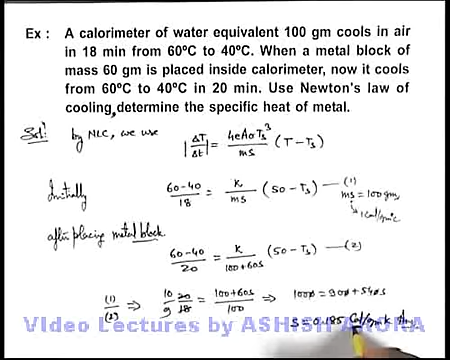 Ex : A calorimeter of water equivalent 100 gm cools in air
in 18 min from 60ºC to 40ºC. When a metal block of
mass 60 gm is placed inside calorimeter, now it cools
from 60ºC to 40ºC in 20 min. Use Newton's law of
cooling, determine the specific heat of metal.
Solⁿ by NLC, we use |ΔT/Δt| = 4eAσTs³/ms (T - Ts)
Initially 60-40/18 = k/ms (50 - Ts) — (1)
ms = 100 gm
after placing metal block.
60-40/20 = k/100+60s (50 - Ts) — (2)
(1)/(2) ⇒ 10 20/9 18 = 100+60s/100 ⇒ 1000 = 900 + 540s
S = 0.185 Cal/gm K Ans
Video Lectures by ASHISH ARORA